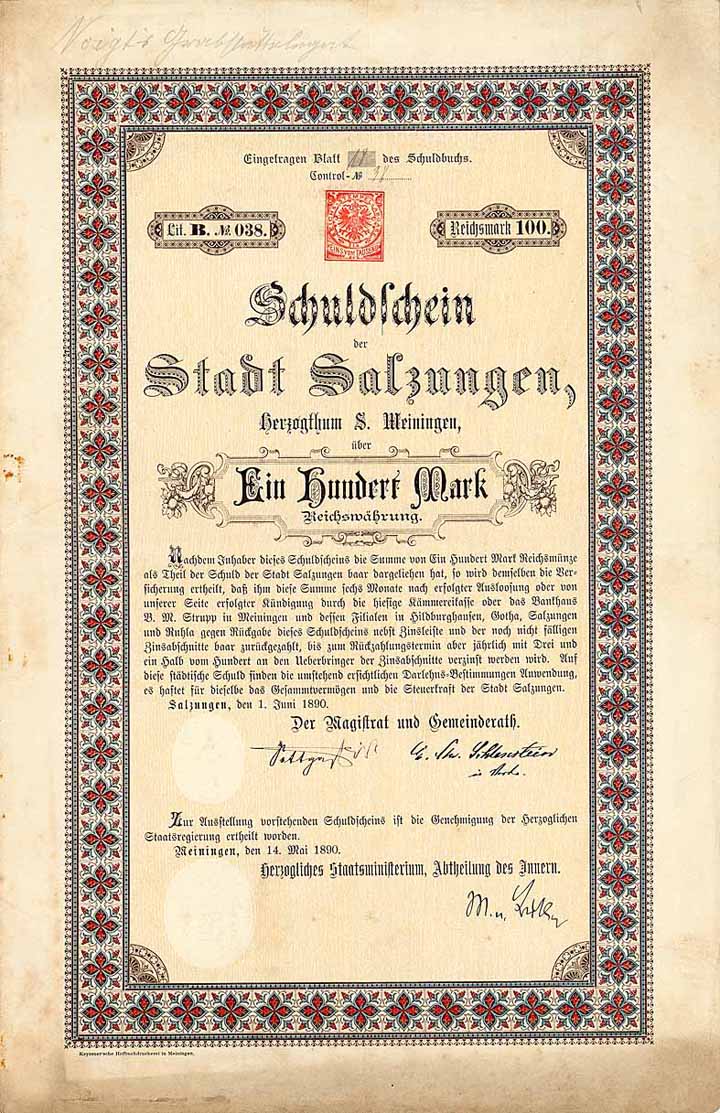 Voigt's
Eingetragen Blatt des Schuldbuchs.
Control-№
Lit. B. № 038.
Reichsmark 100.
Schuldschein
der
Stadt Salzungen,
Herzogthum S. Meiningen,
über
Ein Hundert Mark
Reichswährung.
Nachdem Inhaber dieses Schuldscheins die Summe von Ein Hundert Mark Reichsmünze
als Theil der Schuld der Stadt Salzungen baar dargeliehen hat, so wird demselben die Ver-
sicherung ertheilt, daß ihm diese Summe sechs Monate nach erfolgter Ausloosung oder von
unserer Seite erfolgter Kündigung durch die hiesige Kämmereikasse oder das Bankhaus
B. M. Strupp in Meiningen und dessen Filialen in Hildburghausen, Gotha, Salzungen
und Ruhla gegen Rückgabe dieses Schuldscheins nebst Zinsleiste und der noch nicht fälligen
Zinsabschnitte baar zurückgezahlt, bis zum Rückzahlungstermin aber jährlich mit Drei und
ein Halb vom Hundert an den Ueberbringer der Zinsabschnitte verzinst werden wird. Auf
diese städtische Schuld finden die umstehend ersichtlichen Darlehns-Bestimmungen Anwendung,
es haftet für dieselbe das Gesammtvermögen und die Steuerkraft der Stadt Salzungen.
Salzungen, den 1. Juni 1890.
Der Magistrat und Gemeinderath.
Zur Ausstellung vorstehenden Schuldscheins ist die Genehmigung der Herzoglichen
Staatsregierung ertheilt worden.
Meiningen, den 14. Mai 1890.
Herzogliches Staatsministerium, Abtheilung des Innern.
Keyssner'sche Hofbuchdruckerei in Meiningen.